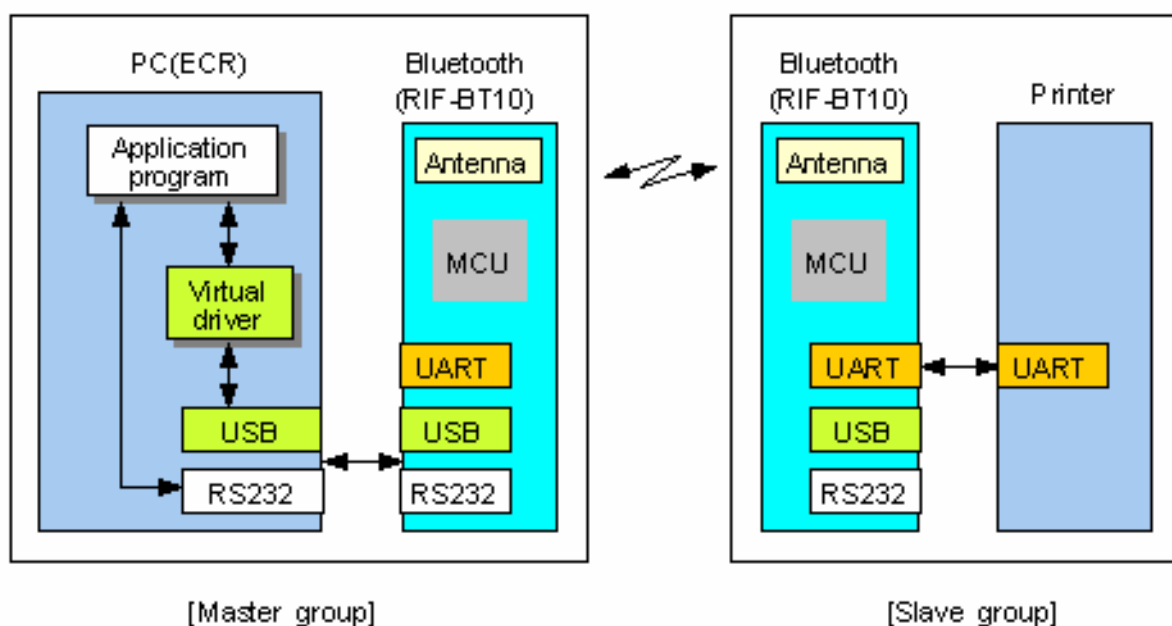 PC(ECR)
Bluetooth
(RIF-BT10)
Application
program
Virtual
driver
USB
RS232
Antenna
MCU
UART
USB
RS232
[Master group]
Bluetooth
(RIF-BT10)
Printer
Antenna
MCU
UART
USB
RS232
UART
[Slave group]